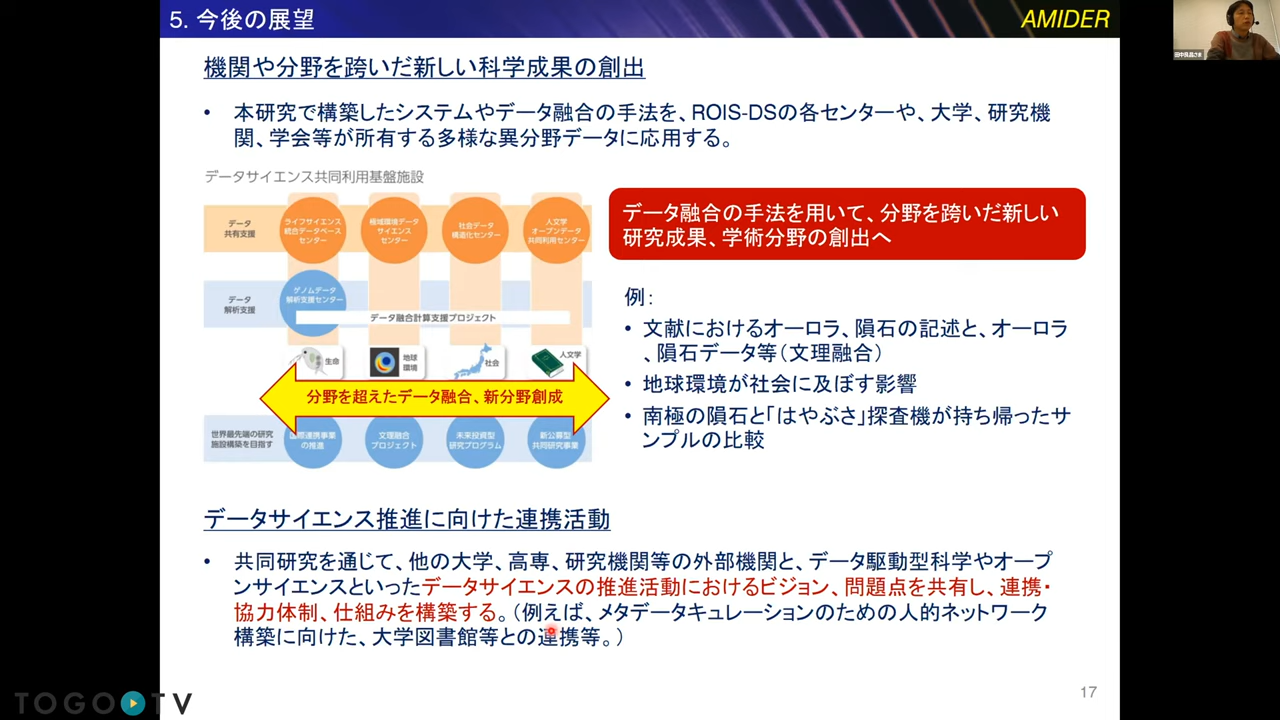 5. 今後の展望
AMIDER
機関や分野を跨いだ新しい科学成果の創出
• 本研究で構築したシステムやデータ融合の手法を、ROIS-DSの各センターや、大学、研究機
関、学会等が所有する多様な異分野データに応用する。
データサイエンス共同利用基盤施設
データ
共有支援
ライフサイエンス
統合データベース
センター
極域環境データ
サイエンス
センター
社会データ
構造化センター
人文学
オープンデータ
共同利用センター
データ
解析支援
ゲノムデータ
解析支援センター
データ融合計算支援プロジェクト
生命
地球
環境
社会
人文学
分野を超えたデータ融合、新分野創成
世界最先端の研究
施設構築を目指す
国際連携事業
の推進
文理融合
プロジェクト
未来投資型
研究プログラム
新公募型
共同研究事業
データ融合の手法を用いて、分野を跨いだ新しい
研究成果、学術分野の創出へ
例:
• 文献におけるオーロラ、隕石の記述と、オーロラ
、隕石データ等(文理融合)
• 地球環境が社会に及ぼす影響
• 南極の隕石と「はやぶさ」探査機が持ち帰ったサ
ンプルの比較
データサイエンス推進に向けた連携活動
• 共同研究を通じて、他の大学、高専、研究機関等の外部機関と、データ駆動型科学やオープ
ンサイエンスといったデータサイエンスの推進活動におけるビジョン、問題点を共有し、連携・
協力体制、仕組みを構築する。(例えば、メタデータキュレーションのための人的ネットワーク
構築に向けた、大学図書館等との連携等。)
17
TOGO TV